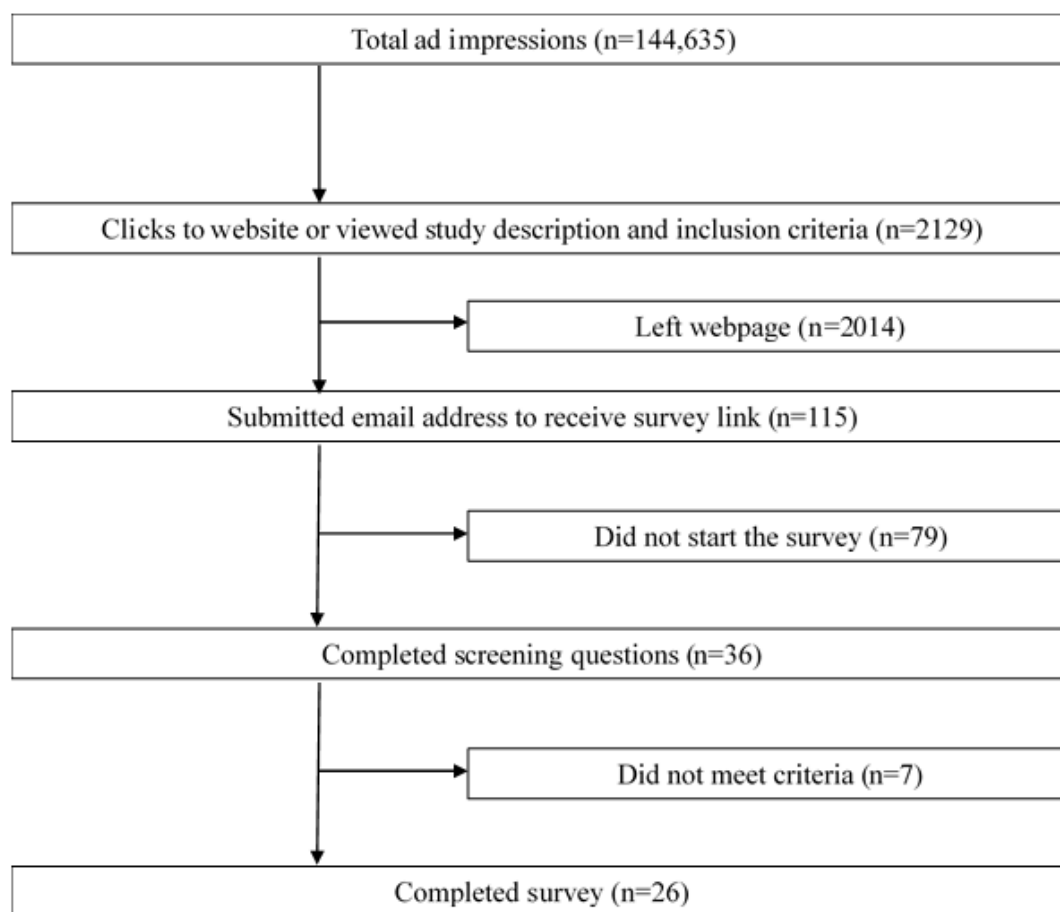 Total ad impressions (n=144,635)
Clicks to website or viewed study description and inclusion criteria (n=2129)
Left webpage (n=2014)
Submitted email address to receive survey link (n=115)
Did not start the survey (n=79)
Completed screening questions (n=36)
Did not meet criteria (n=7)
Completed survey (n=26)